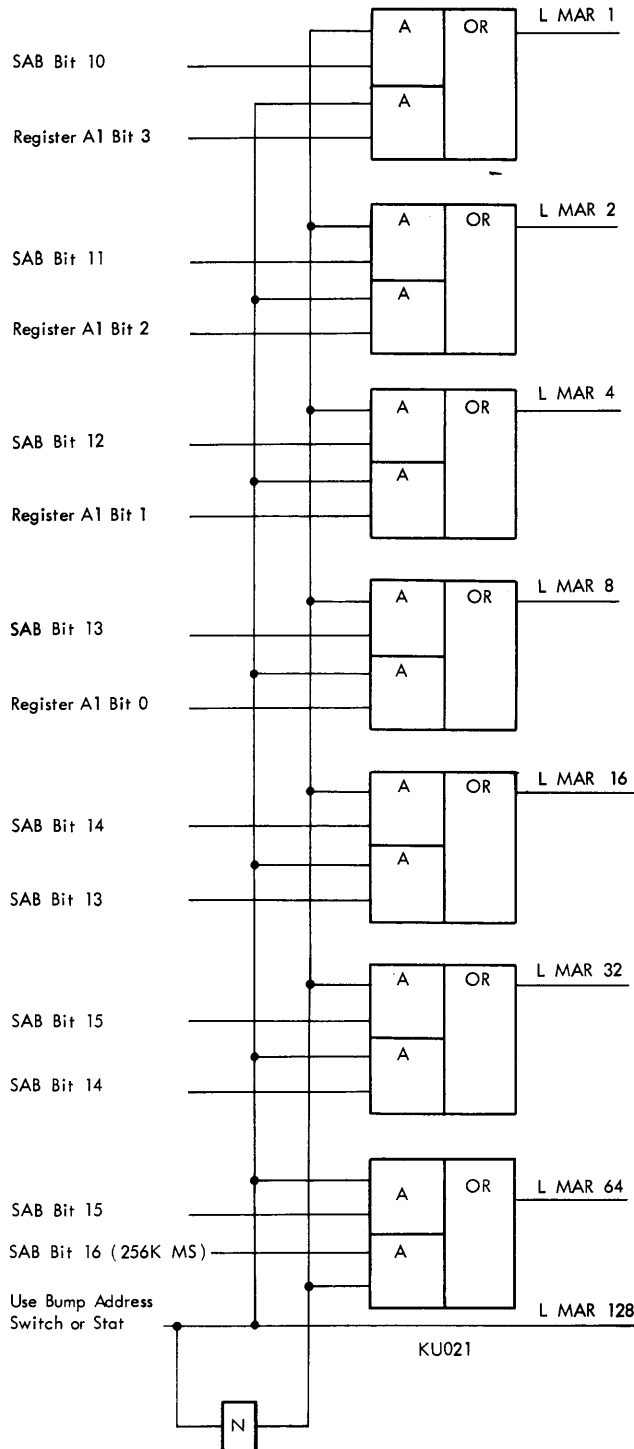 A OR L MAR 1
SAB Bit 10
A
Register A1 Bit 3
A OR L MAR 2
SAB Bit 11
A
Register A1 Bit 2
A OR L MAR 4
SAB Bit 12
A
Register A1 Bit 1
A OR L MAR 8
SAB Bit 13
A
Register A1 Bit 0
A OR L MAR 16
SAB Bit 14
A
SAB Bit 13
A OR L MAR 32
SAB Bit 15
A
SAB Bit 14
A OR L MAR 64
SAB Bit 15
SAB Bit 16 (256K MS) A
Use Bump Address
Switch or Stat L MAR 128
KU021
N